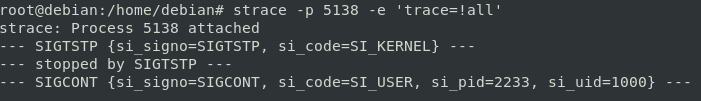 root@debian:/home/debian# strace -p 5138 -e 'trace=!all'
strace: Process 5138 attached
--- SIGTSTP {si_signo=SIGTSTP, si_code=SI_KERNEL} ---
--- stopped by SIGTSTP ---
--- SIGCONT {si_signo=SIGCONT, si_code=SI_USER, si_pid=2233, si_uid=1000} ---